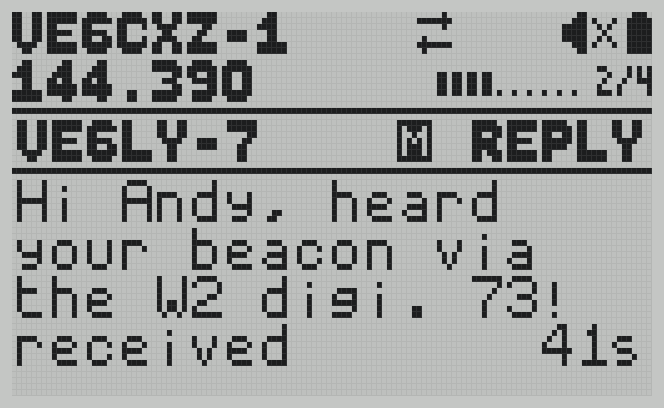 VE6CXZ-1
144.390 2/4
VE6LY-7 M REPLY
Hi Andy, heard
your beacon via
the W2 digi. 73!
received 41s